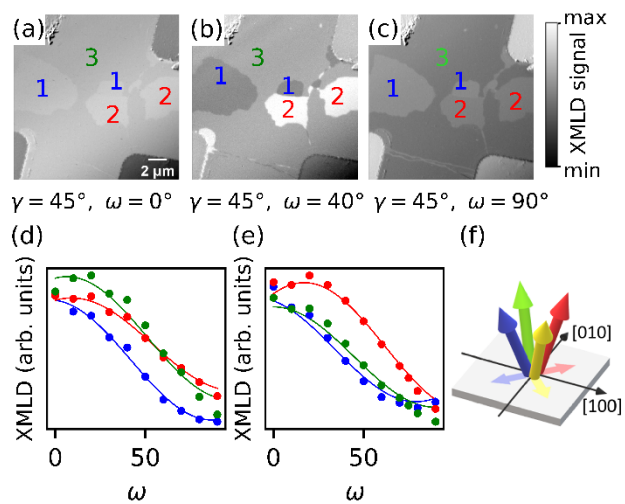 (a)
3
1
1
2
2
2 μm
γ = 45°, ω = 0°
(b)
3
1
1
2
2
γ = 45°, ω = 40°
(c)
3
1
1
2
2
γ = 45°, ω = 90°
max
XMLD signal
min
(d)
XMLD (arb. units)
0
50
ω
(e)
XMLD (arb. units)
0
50
ω
(f)
[010]
[100]